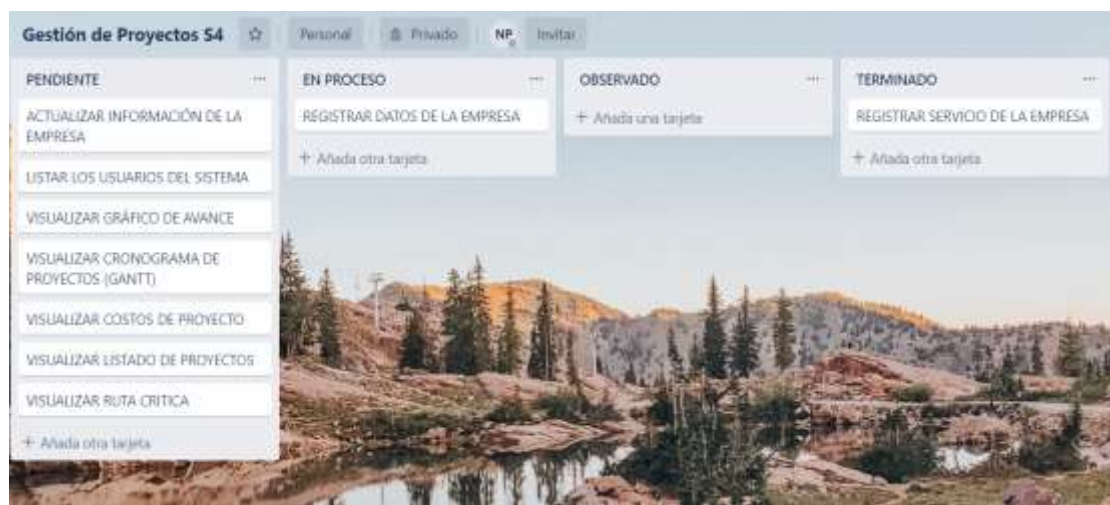 Gestión de Proyectos S4
Personal
Privado
NP
Invitar
PENDIENTE
ACTUALIZAR INFORMACIÓN DE LA
EMPRESA
LISTAR LOS USUARIOS DEL SISTEMA
VISUALIZAR GRÁFICO DE AVANCE
VISUALIZAR CRONOGRAMA DE
PROYECTOS (GANTT)
VISUALIZAR COSTOS DE PROYECTO
VISUALIZAR LISTADO DE PROYECTOS
VISUALIZAR RUTA CRITICA
+ Añada otra tarjeta
EN PROCESO
REGISTRAR DATOS DE LA EMPRESA
+ Añada otra tarjeta
OBSERVADO
+ Añada una tarjeta
TERMINADO
REGISTRAR SERVICIO DE LA EMPRESA
+ Añada otra tarjeta